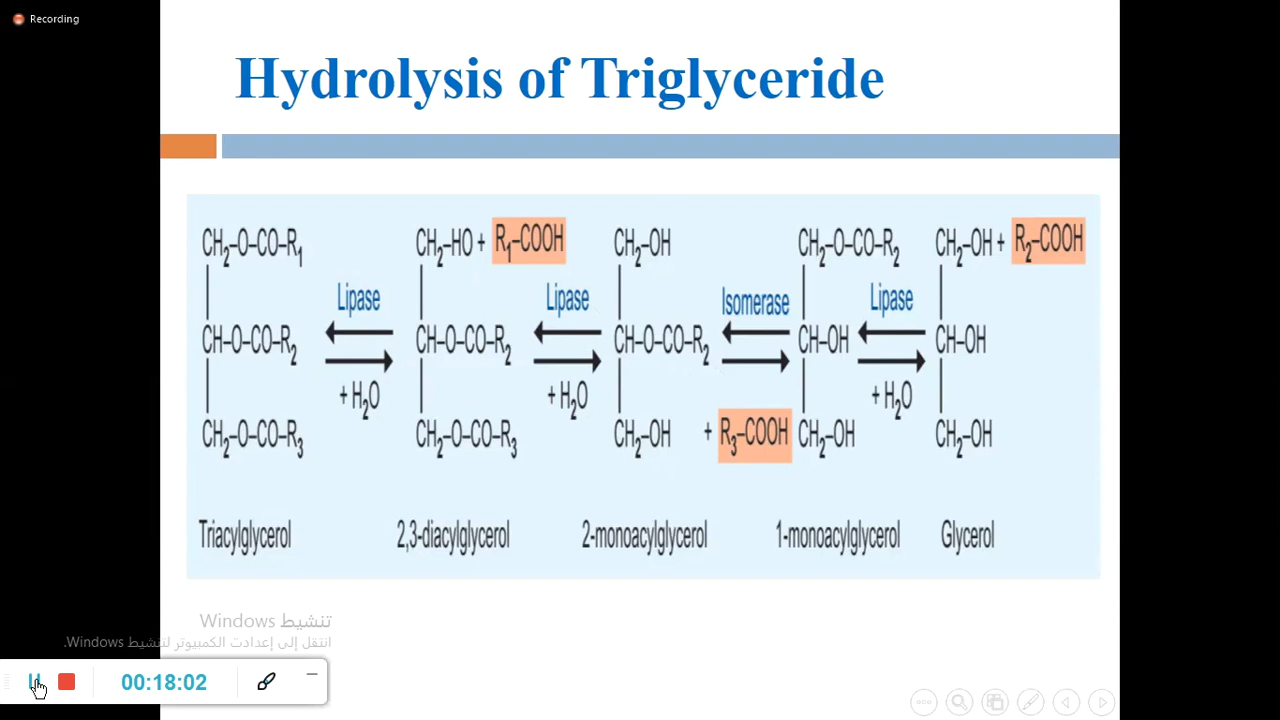 Recording
Hydrolysis of Triglyceride
CH2–O–CO–R1
CH2–HO + R1–COOH
CH2–OH
CH2–O–CO–R2
CH2–OH + R2–COOH
Lipase
Lipase
Isomerase
Lipase
CH–O–CO–R2
CH–O–CO–R2
CH–O–CO–R2
CH–OH
CH–OH
+ H2O
+ H2O
+ H2O
CH2–O–CO–R3
CH2–O–CO–R3
CH2–OH
+ R3–COOH
CH2–OH
CH2–OH
Triacylglycerol
2,3-diacylglycerol
2-monoacylglycerol
1-monoacylglycerol
Glycerol
تنشيط Windows
انتقل إلى إعدادت الكمبيوتر لتنشيط Windows.
00:18:02